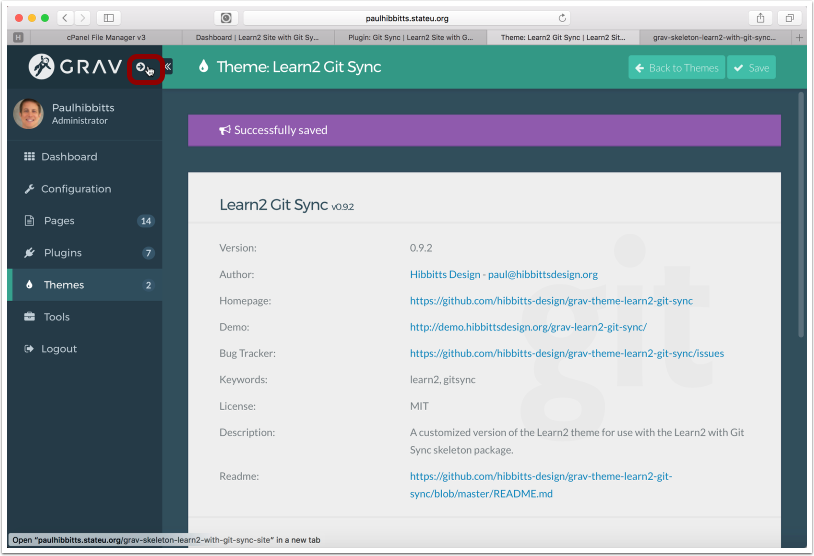 paulhibbitts.stateu.org
H
cPanel File Manager v3
Dashboard | Learn2 Site with Git Sy...
Plugin: Git Sync | Learn2 Site with G...
Theme: Learn2 Git Sync | Learn2 Sit...
grav-skeleton-learn2-with-git-sync...
GRAV
Theme: Learn2 Git Sync
Back to Themes
Save
Paulhibbitts
Administrator
Successfully saved
Dashboard
Configuration
Pages 14
Plugins 7
Themes 2
Tools
Logout
Learn2 Git Sync v0.9.2
git
Version: 0.9.2
Author: Hibbitts Design - paul@hibbittsdesign.org
Homepage: https://github.com/hibbitts-design/grav-theme-learn2-git-sync
Demo: http://demo.hibbittsdesign.org/grav-learn2-git-sync/
Bug Tracker: https://github.com/hibbitts-design/grav-theme-learn2-git-sync/issues
Keywords: learn2, gitsync
License: MIT
Description: A customized version of the Learn2 theme for use with the Learn2 with Git
Sync skeleton package.
Readme: https://github.com/hibbitts-design/grav-theme-learn2-git-
sync/blob/master/README.md
Open "paulhibbitts.stateu.org/grav-skeleton-learn2-with-git-sync-site" in a new tab